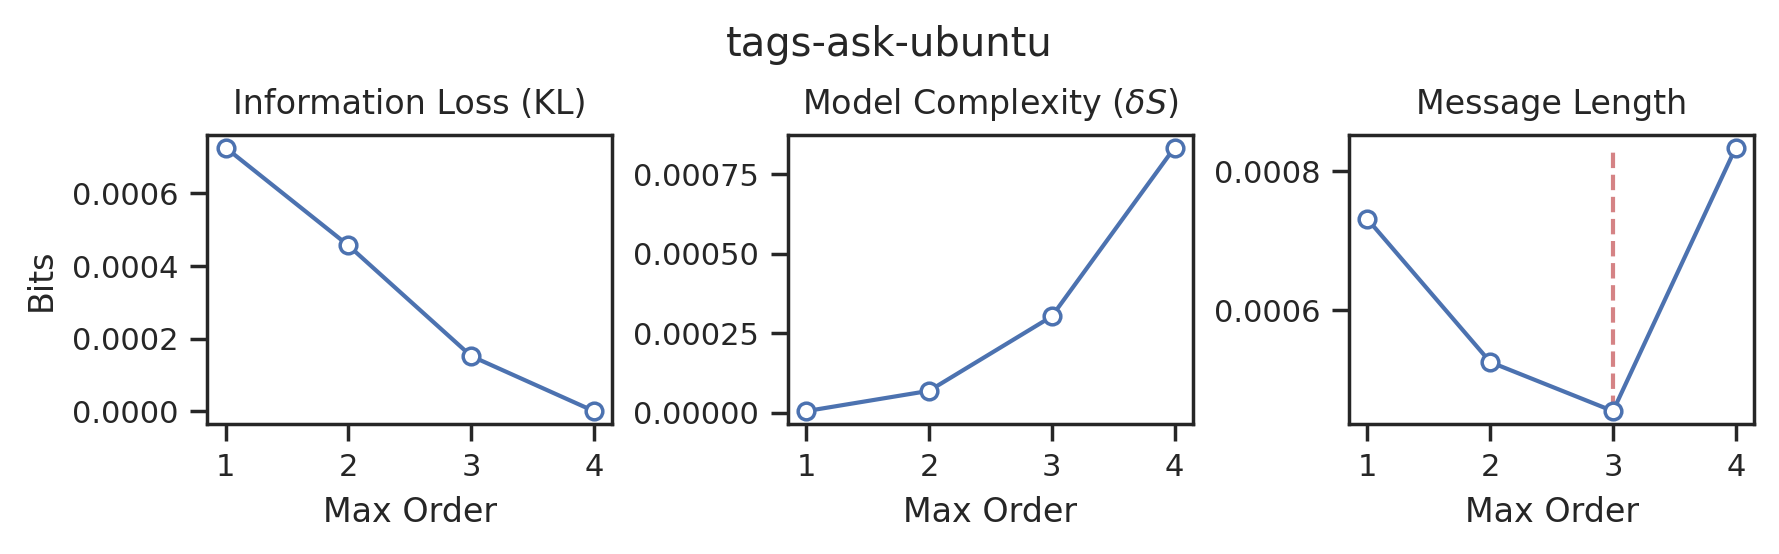 tags-ask-ubuntu
Information Loss (KL)
Bits
0.0006
0.0004
0.0002
0.0000
1 2 3 4
Max Order
Model Complexity (δS)
0.00075
0.00050
0.00025
0.00000
1 2 3 4
Max Order
Message Length
0.0008
0.0006
1 2 3 4
Max Order